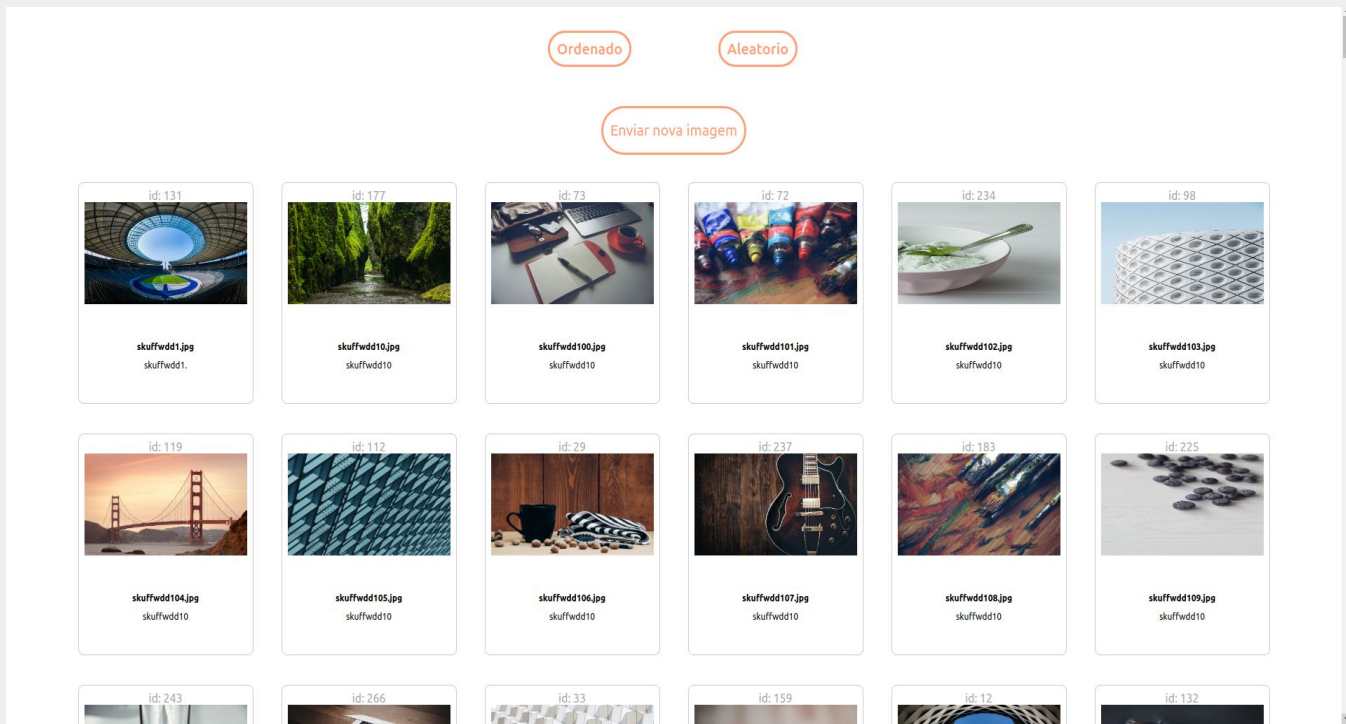 Ordenado Aleatorio
Enviar nova imagem
id: 131 id: 177 id: 73 id: 72 id: 234 id: 98
skuffwdd1.jpg skuffwdd10.jpg skuffwdd100.jpg skuffwdd101.jpg skuffwdd102.jpg skuffwdd103.jpg
skuffwdd1. skuffwdd10 skuffwdd10 skuffwdd10 skuffwdd10 skuffwdd10
id: 119 id: 112 id: 29 id: 237 id: 183 id: 225
skuffwdd104.jpg skuffwdd105.jpg skuffwdd106.jpg skuffwdd107.jpg skuffwdd108.jpg skuffwdd109.jpg
skuffwdd10 skuffwdd10 skuffwdd10 skuffwdd10 skuffwdd10 skuffwdd10
id: 243 id: 266 id: 33 id: 159 id: 12 id: 132